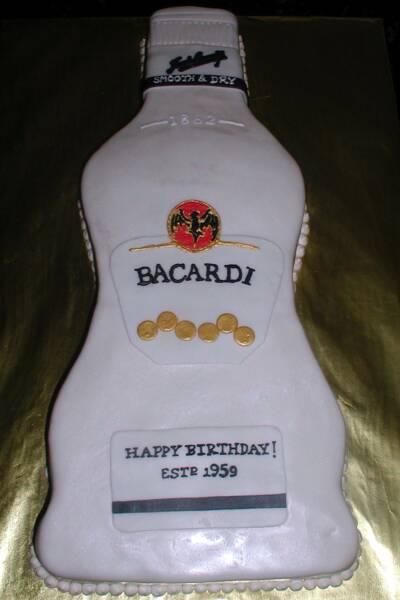 SMOOTH & DRY
1862
BACARDI
HAPPY BIRTHDAY!
ESTB 1959